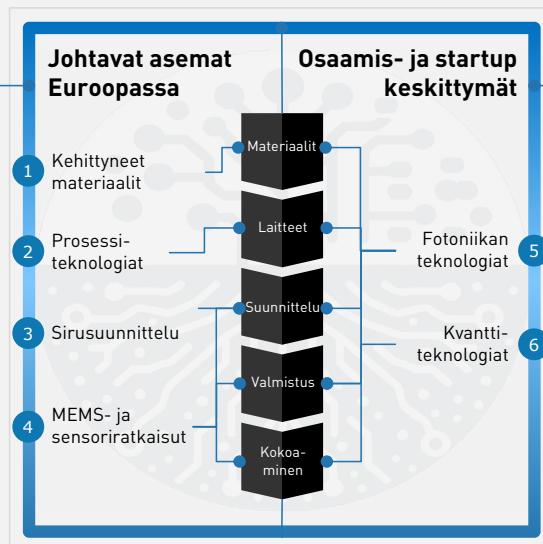 Johtavat asemat
Euroopassa
Osaamis- ja startup
keskittymät
1
Kehittyneet
materiaalit
2
Prosessi-
teknologiat
3
Sirusuunnittelu
4
MEMS- ja
sensoriratkaisut
Materiaalit
Laitteet
Suunnittelu
Valmistus
Kokoa-
minen
Fotoniikan
teknologiat
5
Kvantti-
teknologiat
6